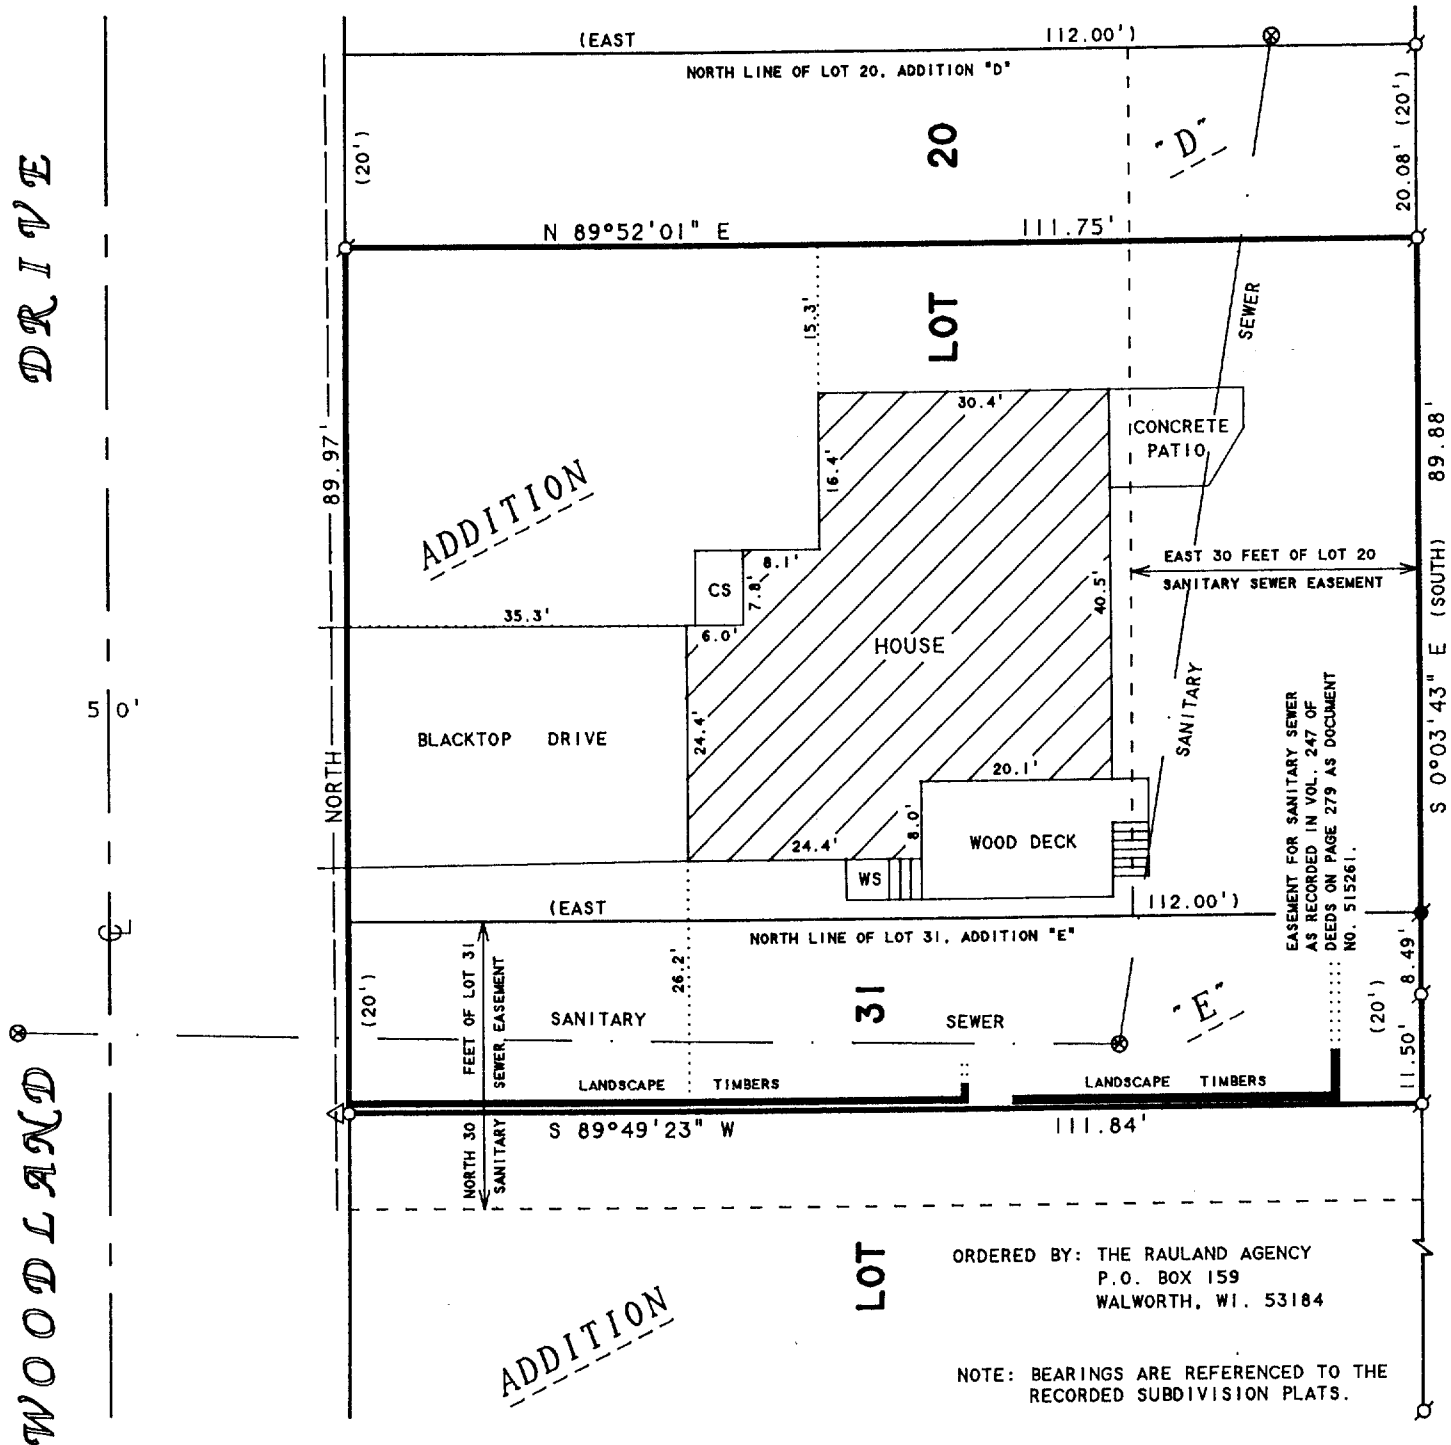 (EAST 112.00')
NORTH LINE OF LOT 20, ADDITION "D"
(20')
20
"D"
20.08' (20')
N 89°52'01" E 111.75'
DRIVE
15.3'
LOT
SEWER
89.97'
30.4'
CONCRETE
PATIO
16.4'
ADDITION
89.88'
8.1'
CS
7.8'
EAST 30 FEET OF LOT 20
SANITARY SEWER EASEMENT
40.5'
35.3'
6.0'
HOUSE
S 0°03'43" E (SOUTH)
50'
24.4'
BLACKTOP DRIVE
SANITARY
NORTH
20.1'
24.4'
8.0'
WOOD DECK
WS
EASEMENT FOR SANITARY SEWER
AS RECORDED IN VOL. 247 OF
DEEDS ON PAGE 279 AS DOCUMENT
NO. 515261.
(EAST 112.00')
NORTH LINE OF LOT 31, ADDITION "E"
CL
26.2'
8.49'
(20')
NORTH 30 FEET OF LOT 31
SANITARY SEWER EASEMENT
SANITARY SEWER
31
"E"
(20')
11.50'
LANDSCAPE TIMBERS
LANDSCAPE TIMBERS
S 89°49'23" W 111.84'
WOODLAND
LOT
ADDITION
ORDERED BY: THE RAULAND AGENCY
P.O. BOX 159
WALWORTH, WI. 53184
NOTE: BEARINGS ARE REFERENCED TO THE
RECORDED SUBDIVISION PLATS.